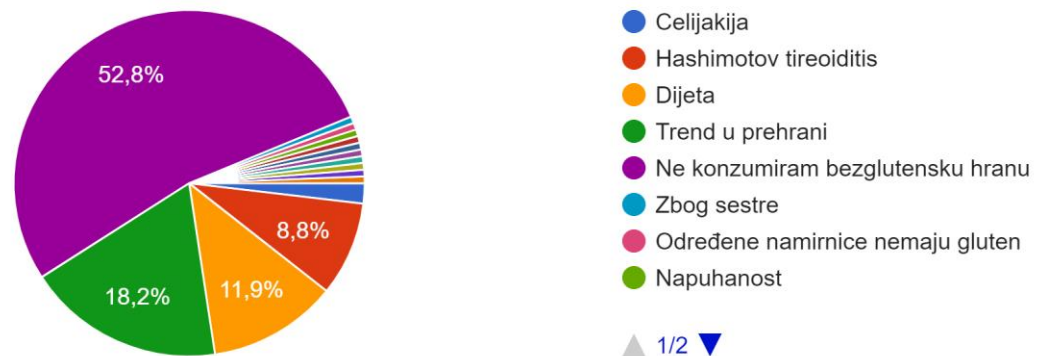 52,8%
8,8%
11,9%
18,2%
Celijakija
Hashimotov tireoiditis
Dijeta
Trend u prehrani
Ne konzumiram bezglutensku hranu
Zbog sestre
Određene namirnice nemaju gluten
Napuhanost
1/2